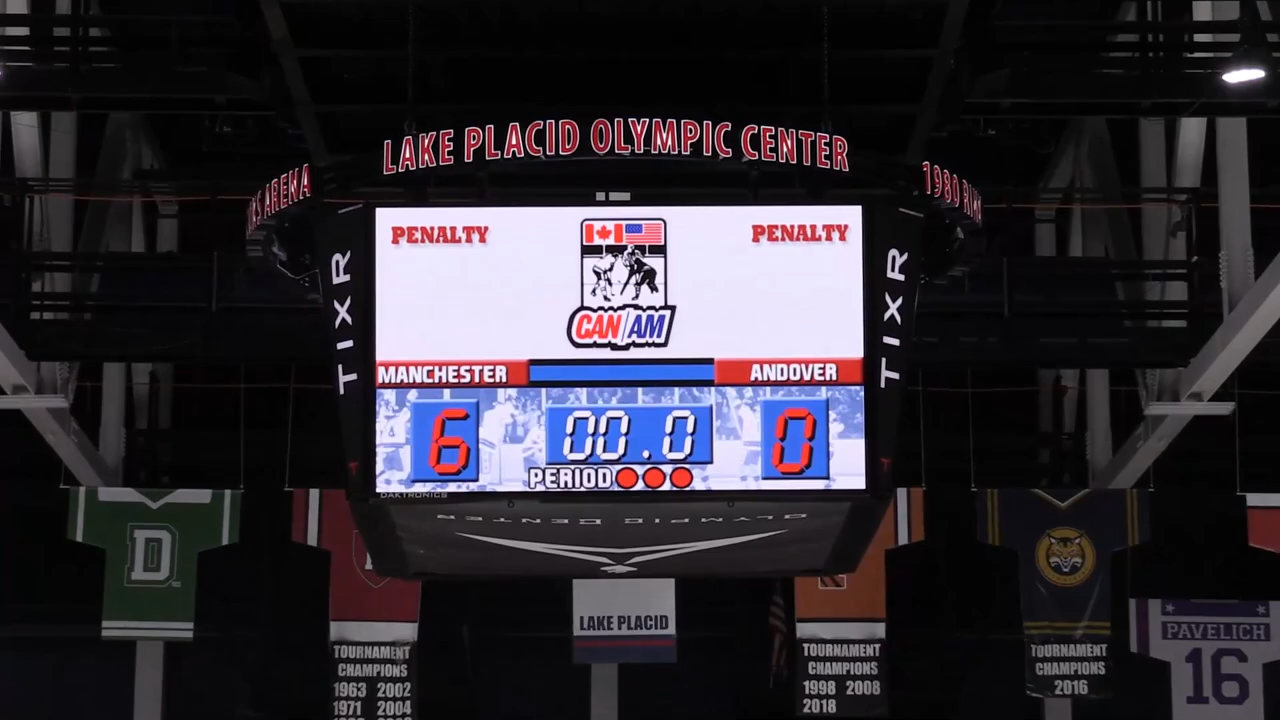 LAKE PLACID OLYMPIC CENTER
ARENA
1980
TIXR
TIXR
PENALTY
PENALTY
CAN/AM
MANCHESTER
ANDOVER
6
00.0
0
PERIOD
DAKTRONICS
OLYMPIC CENTER
D
LAKE PLACID
TOURNAMENT
CHAMPIONS
1963 2002
1971 2004
TOURNAMENT
CHAMPIONS
1998 2008
2018
TOURNAMENT
CHAMPIONS
2016
PAVELICH
16